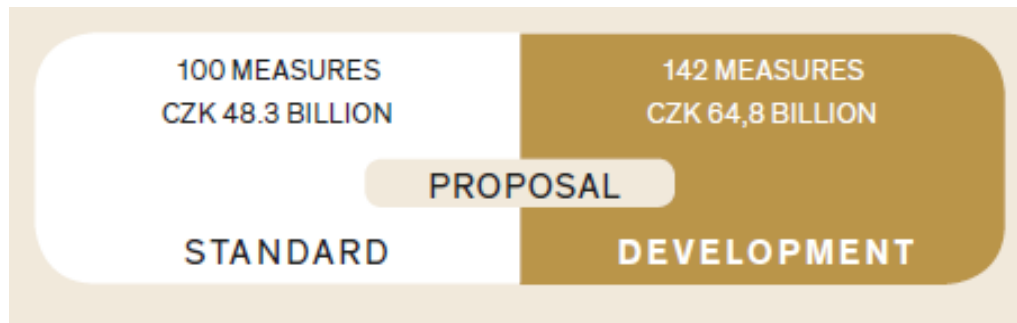 100 MEASURES
CZK 48.3 BILLION
142 MEASURES
CZK 64,8 BILLION
PROPOSAL
STANDARD
DEVELOPMENT